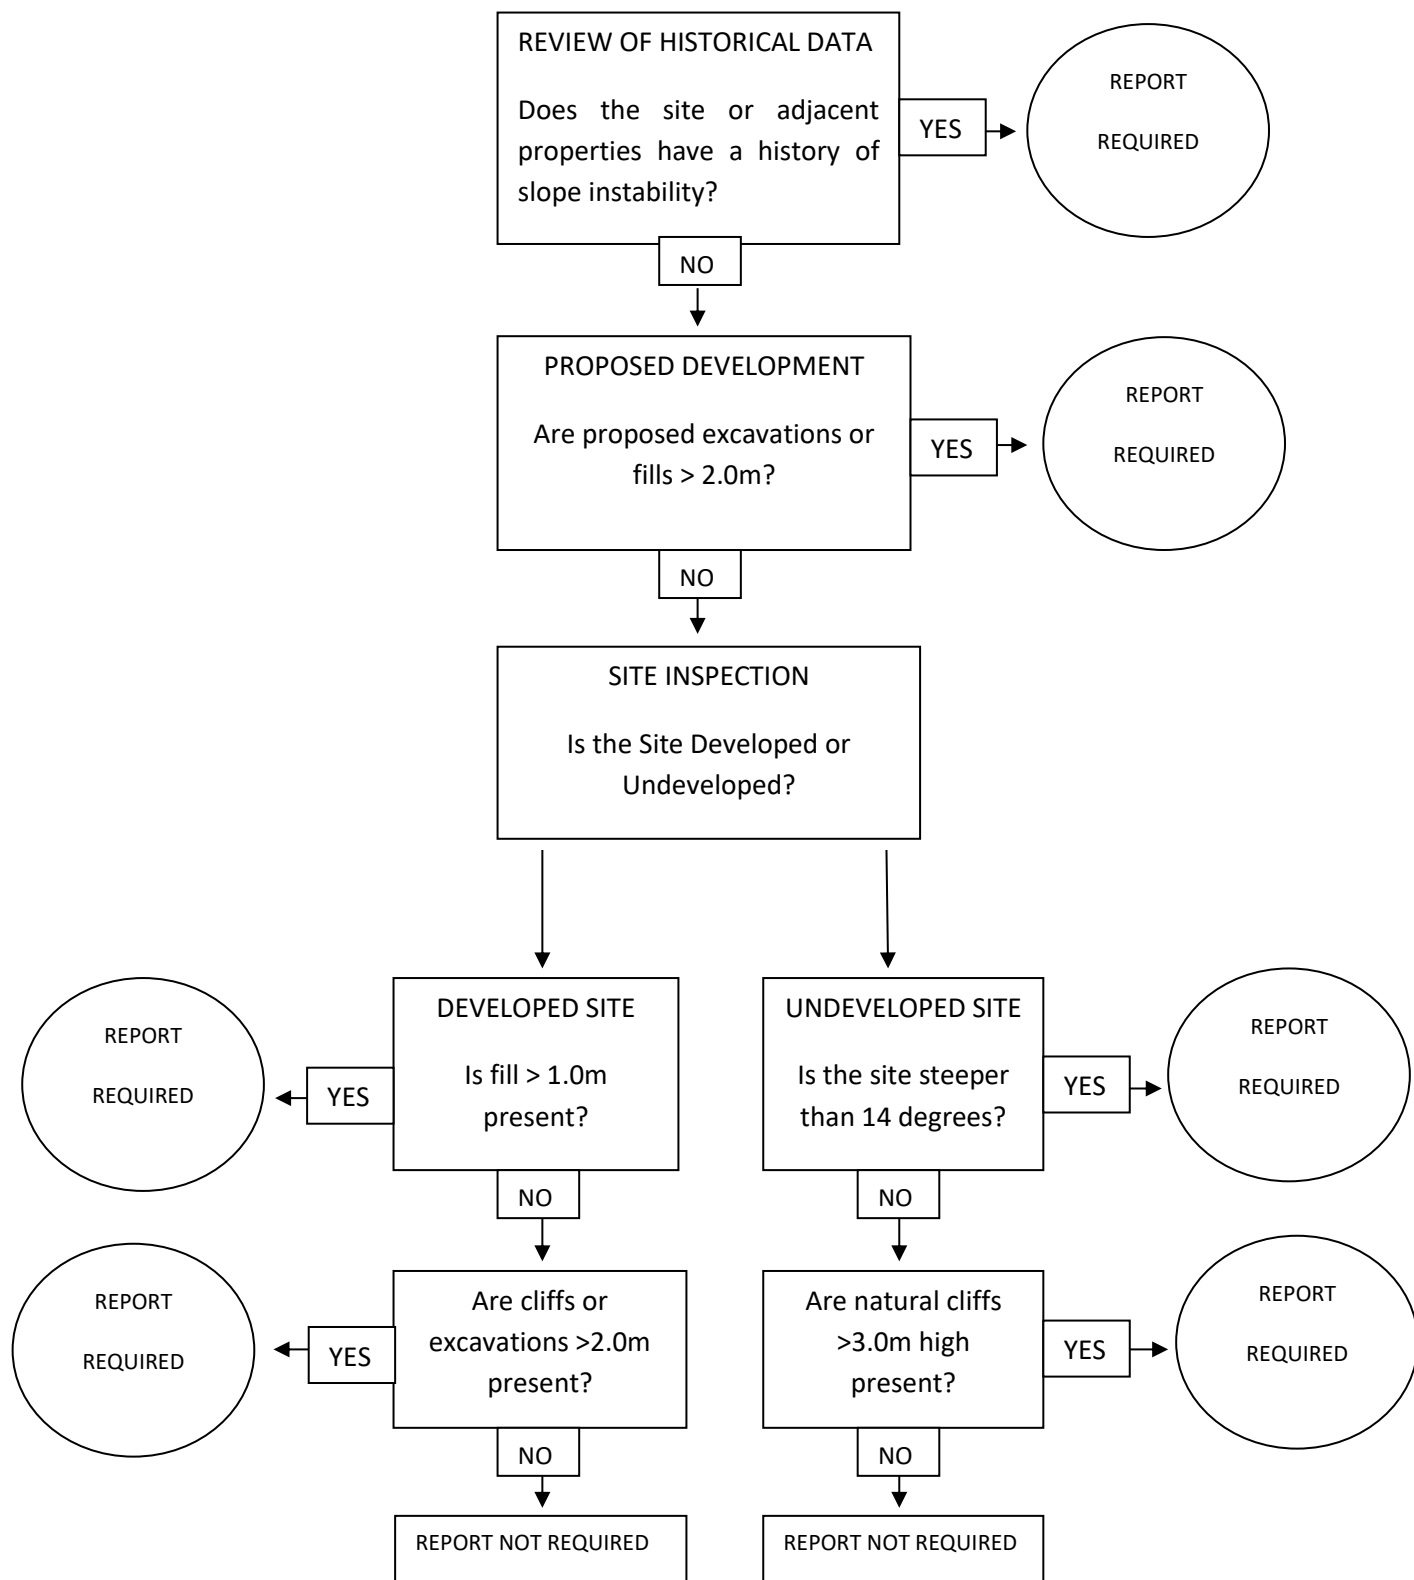 REVIEW OF HISTORICAL DATA
Does the site or adjacent
properties have a history of
slope instability?
YES
REPORT
REQUIRED
NO
PROPOSED DEVELOPMENT
Are proposed excavations or
fills > 2.0m?
YES
REPORT
REQUIRED
NO
SITE INSPECTION
Is the Site Developed or
Undeveloped?
DEVELOPED SITE
Is fill > 1.0m
present?
YES
REPORT
REQUIRED
NO
Are cliffs or
excavations >2.0m
present?
YES
REPORT
REQUIRED
NO
REPORT NOT REQUIRED
UNDEVELOPED SITE
Is the site steeper
than 14 degrees?
YES
REPORT
REQUIRED
NO
Are natural cliffs
>3.0m high
present?
YES
REPORT
REQUIRED
NO
REPORT NOT REQUIRED